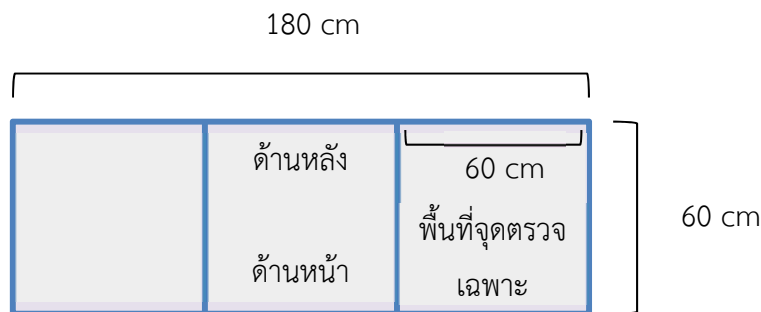 180 cm
ด้านหลัง
ด้านหน้า
60 cm
พื้นที่จุดตรวจ
เฉพาะ
60 cm